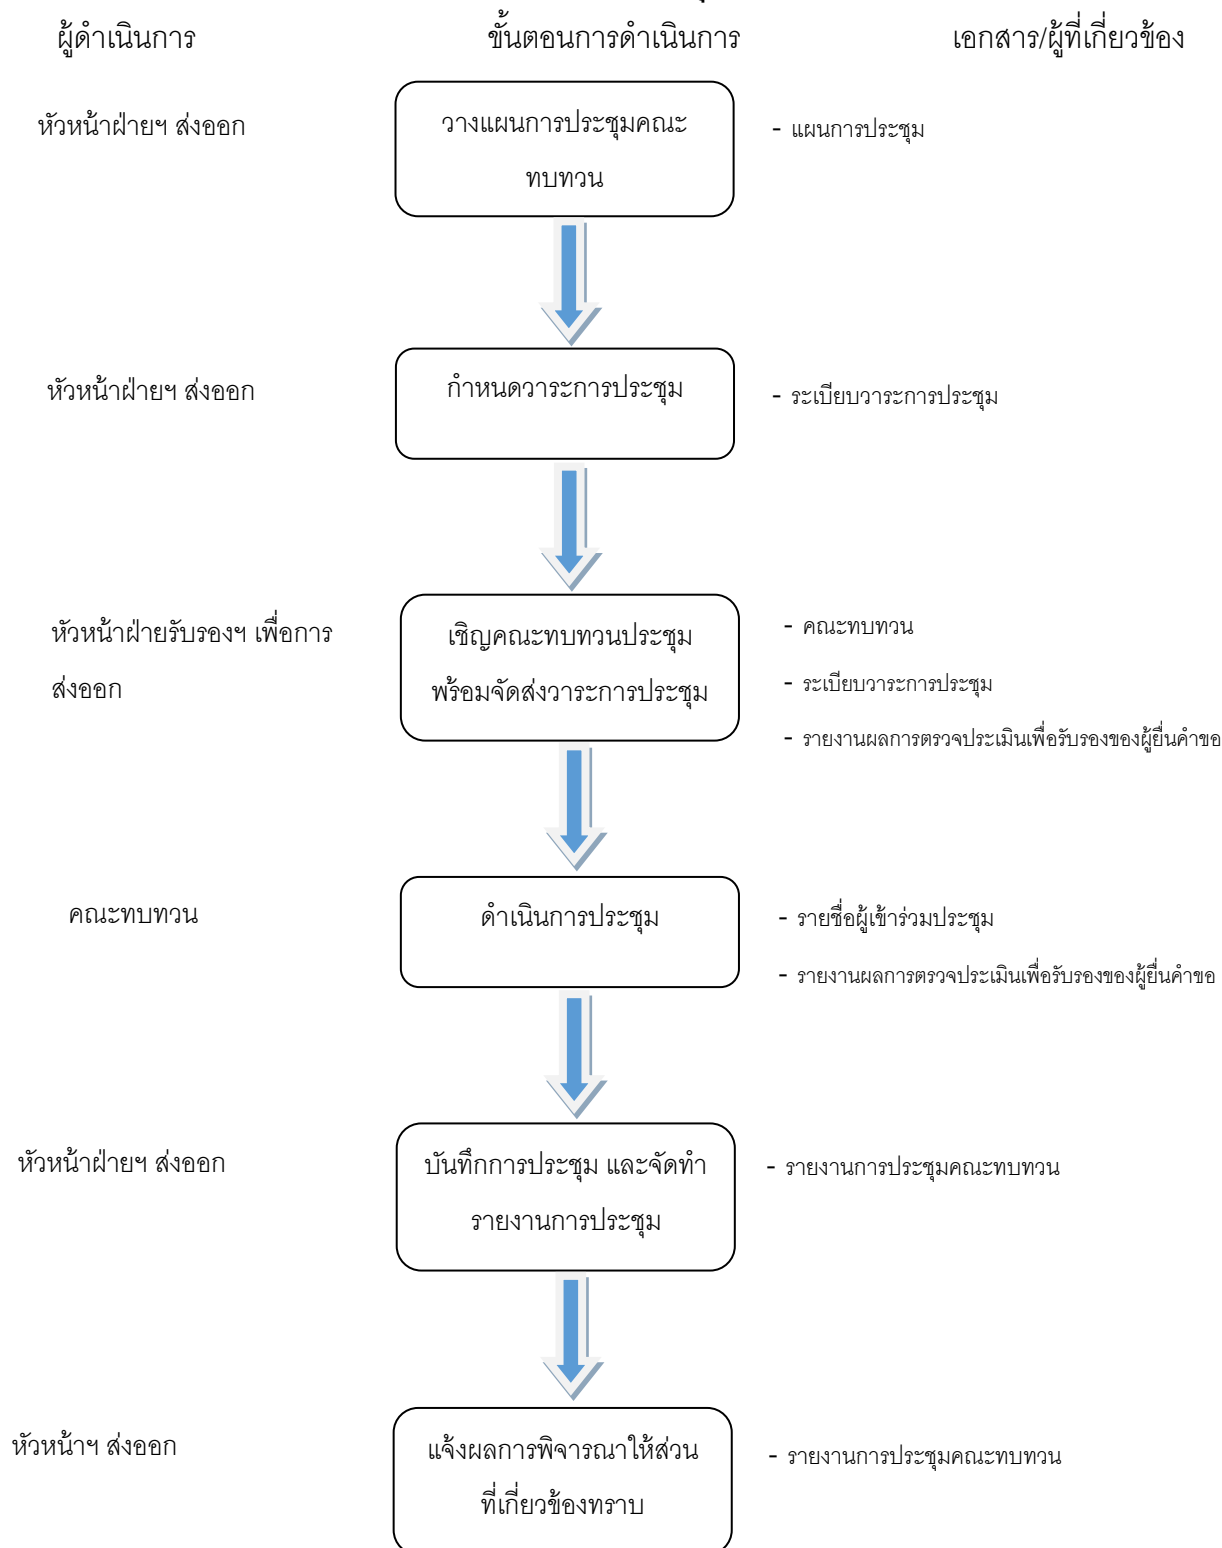 ผู้ดำเนินการ ขั้นตอนการดำเนินการ เอกสาร/ผู้ที่เกี่ยวข้อง
หัวหน้าฝ่ายฯ ส่งออก
วางแผนการประชุมคณะ
ทบทวน
- แผนการประชุม
หัวหน้าฝ่ายฯ ส่งออก
กำหนดวาระการประชุม
- ระเบียบวาระการประชุม
หัวหน้าฝ่ายรับรองฯ เพื่อการ
ส่งออก
เชิญคณะทบทวนประชุม
พร้อมจัดส่งวาระการประชุม
- คณะทบทวน
- ระเบียบวาระการประชุม
- รายงานผลการตรวจประเมินเพื่อรับรองของผู้ยื่นคำขอ
คณะทบทวน
ดำเนินการประชุม
- รายชื่อผู้เข้าร่วมประชุม
- รายงานผลการตรวจประเมินเพื่อรับรองของผู้ยื่นคำขอ
หัวหน้าฝ่ายฯ ส่งออก
บันทึกการประชุม และจัดทำ
รายงานการประชุม
- รายงานการประชุมคณะทบทวน
หัวหน้าฯ ส่งออก
แจ้งผลการพิจารณาให้ส่วน
ที่เกี่ยวข้องทราบ
- รายงานการประชุมคณะทบทวน